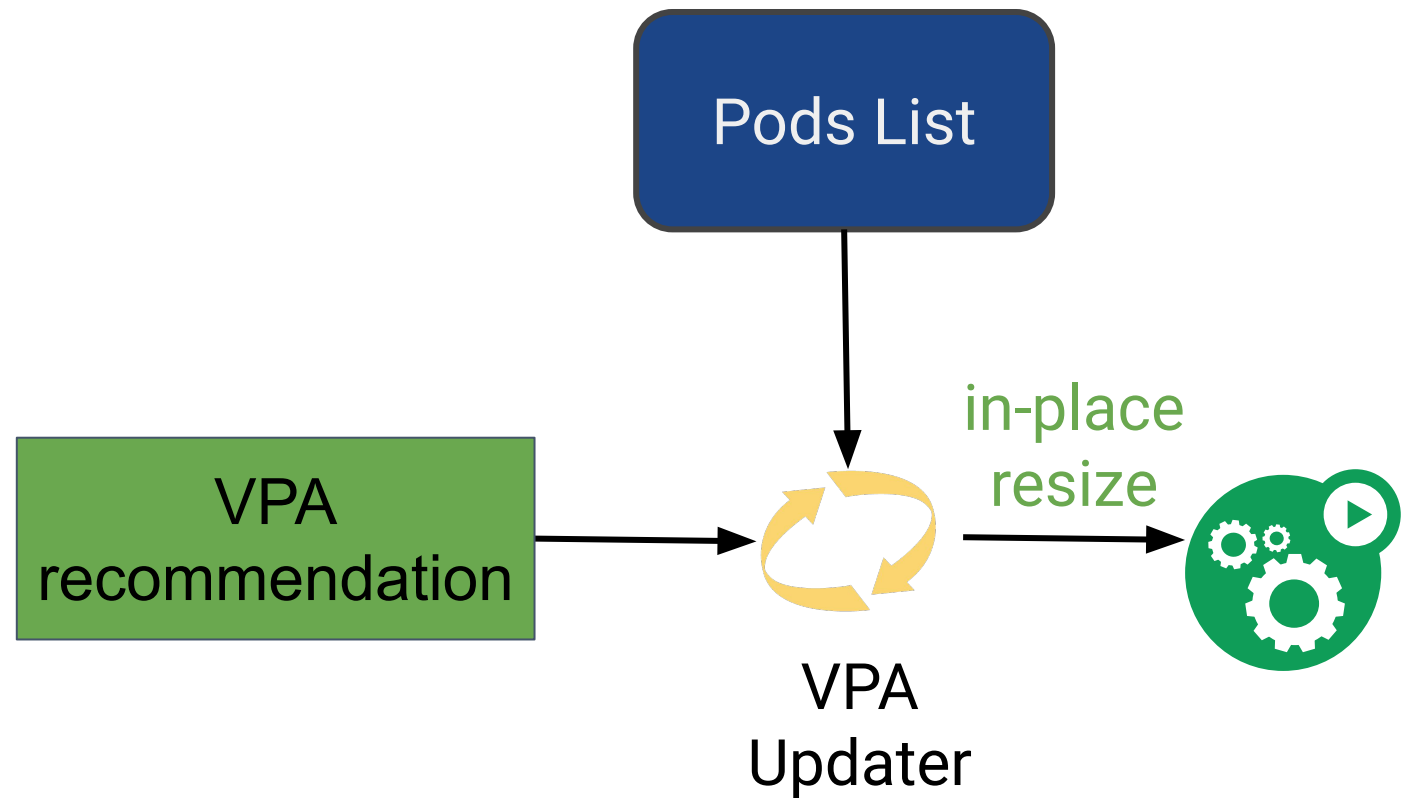 Pods List
in-place
resize
VPA
recommendation
VPA
Updater